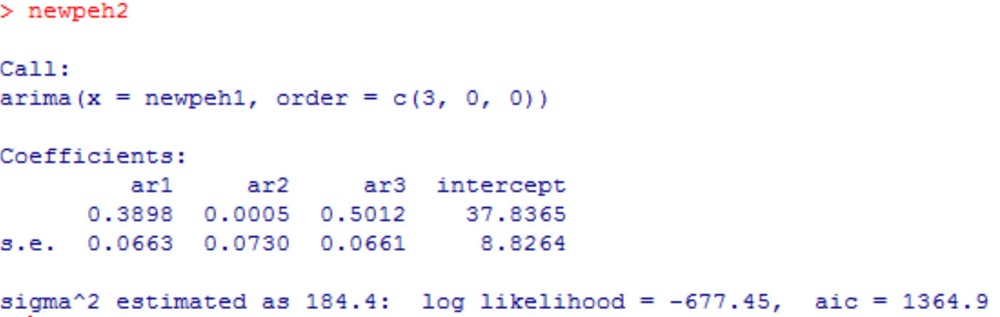 > newpeh2
Call:
arima(x = newpeh1, order = c(3, 0, 0))
Coefficients:
ar1 ar2 ar3 intercept
0.3898 0.0005 0.5012 37.8365
s.e. 0.0663 0.0730 0.0661 8.8264
sigma^2 estimated as 184.4: log likelihood = -677.45, aic = 1364.9